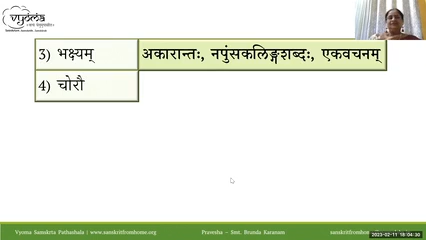 vyoma
3) भक्ष्यम् अकारान्तः, नपुंसकलिङ्गशब्दः, एकवचनम्
4) चोरौ
Vyoma Samskrta Pathashala | www.sanskritfromhome.org Pravesha – Smt. Brunda Karanam sanskritfromhome.org
2023-02-11 18:04:30